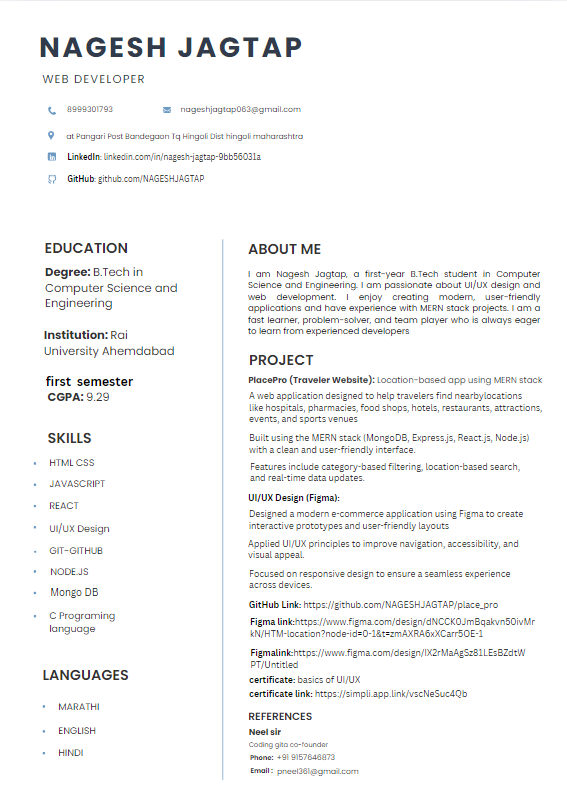 NAGESH JAGTAP
WEB DEVELOPER
8999301793
nageshjagtap063@gmail.com
at Pangari Post Bandegaon Tq Hingoli Dist hingoli maharashtra
LinkedIn: linkedin.com/in/nagesh-jagtap-9bb56031a
GitHub: github.com/NAGESHJAGTAP
EDUCATION
Degree: B.Tech in
Computer Science and
Engineering
Institution: Rai
University Ahemdabad
first semester
CGPA: 9.29
SKILLS
HTML CSS
JAVASCRIPT
REACT
UI/UX Design
GIT-GITHUB
NODE.JS
Mongo DB
C Programing
language
LANGUAGES
MARATHI
ENGLISH
HINDI
ABOUT ME
I am Nagesh Jagtap, a first-year B.Tech student in Computer
Science and Engineering. I am passionate about UI/UX design and
web development. I enjoy creating modern, user-friendly
applications and have experience with MERN stack projects. I am a
fast learner, problem-solver, and team player who is always eager
to learn from experienced developers
PROJECT
PlacePro (Traveler Website): Location-based app using MERN stack
A web application designed to help travelers find nearbylocations
like hospitals, pharmacies, food shops, hotels, restaurants, attractions,
events, and sports venues
Built using the MERN stack (MongoDB, Express.js, React.js, Node.js)
with a clean and user-friendly interface.
Features include category-based filtering, location-based search,
and real-time data updates.
UI/UX Design (Figma):
Designed a modern e-commerce application using Figma to create
interactive prototypes and user-friendly layouts
Applied UI/UX principles to improve navigation, accessibility, and
visual appeal.
Focused on responsive design to ensure a seamless experience
across devices.
GitHub Link: https://github.com/NAGESHJAGTAP/place_pro
Figma link:https://www.figma.com/design/dNCCK0JmBqakvn50ivMr
kN/HTM-location?node-id=0-1&t=zmAXRA6xXCarr5OE-1
Figmalink:https://www.figma.com/design/IX2rMaAgSz81LEsBZdtW
PT/Untitled
certificate: basics of UI/UX
certificate link: https://simpli.app.link/vscNeSuc4Qb
REFERENCES
Neel sir
Coding gita co-founder
Phone: +91 9157646873
Email : pneel361@gmail.com